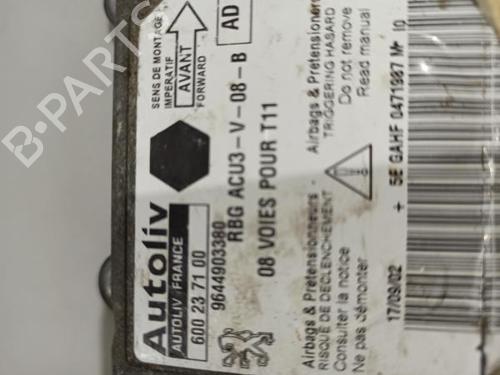 Autoliv
AUTOLIV FRANCE
600 23 71 00
9644903380
RBG ACU3-V-08-B
AD
08 VOIES POUR T11
SENS DE MONTAGE
IMPERATIF
AVANT
FORWARD
Airbags & Pretensionneurs -
RISQUE DE DECLENCHEMENT
Consulter la notice
Ne pas démonter
Airbags & Pretensioners
TRIGGERING HASARD
Do not remove
Read manual
17/09/02
+ 5E GAHF 0471987 Mr IO
B-PARTS